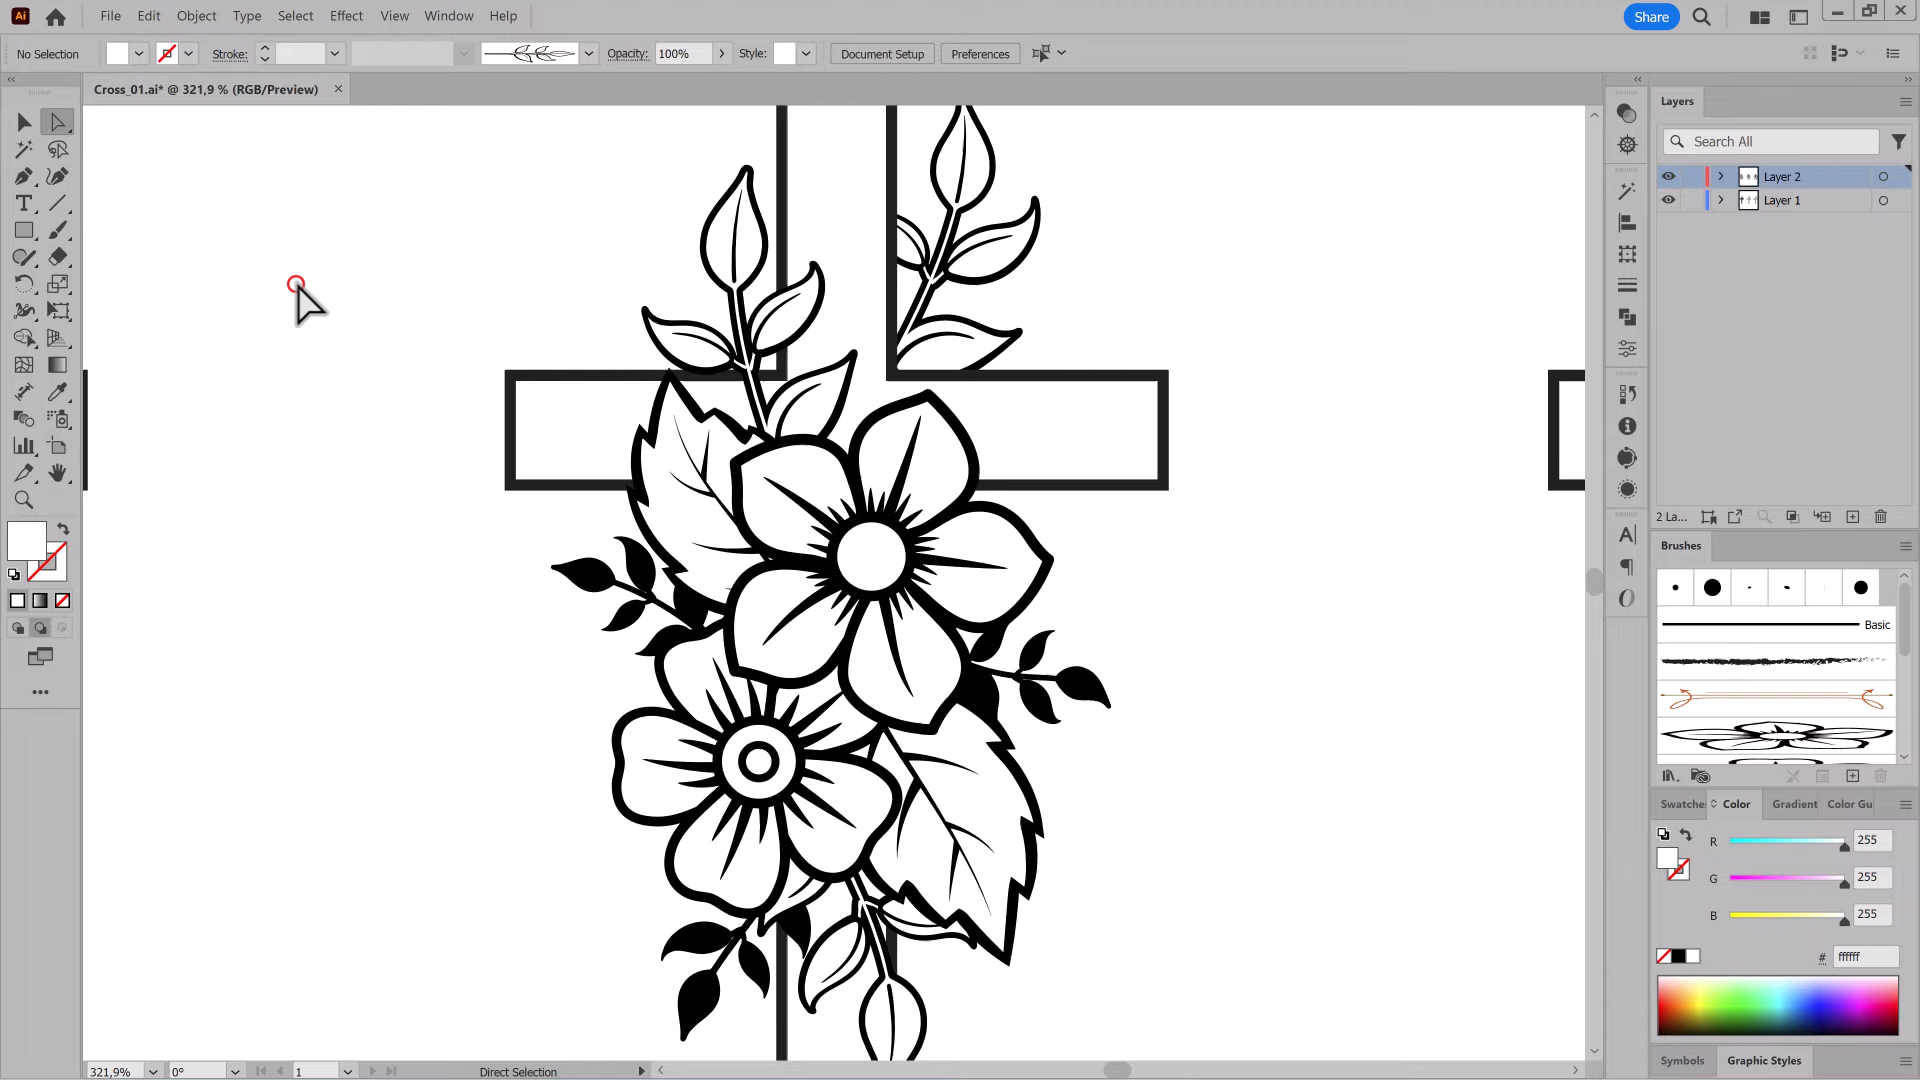 Ai File Edit Object Type Select Effect View Window Help Share
No Selection Stroke: Opacity: 100% Style: Document Setup Preferences
Cross_01.ai* @ 321,9 % (RGB/Preview) ×
Layers
Search All
Layer 2
Layer 1
2 La...
Brushes
Basic
Swatches Color Gradient Color Gu
R 255
G 255
B 255
# ffffff
Symbols Graphic Styles
321,9% 0° 1 Direct Selection